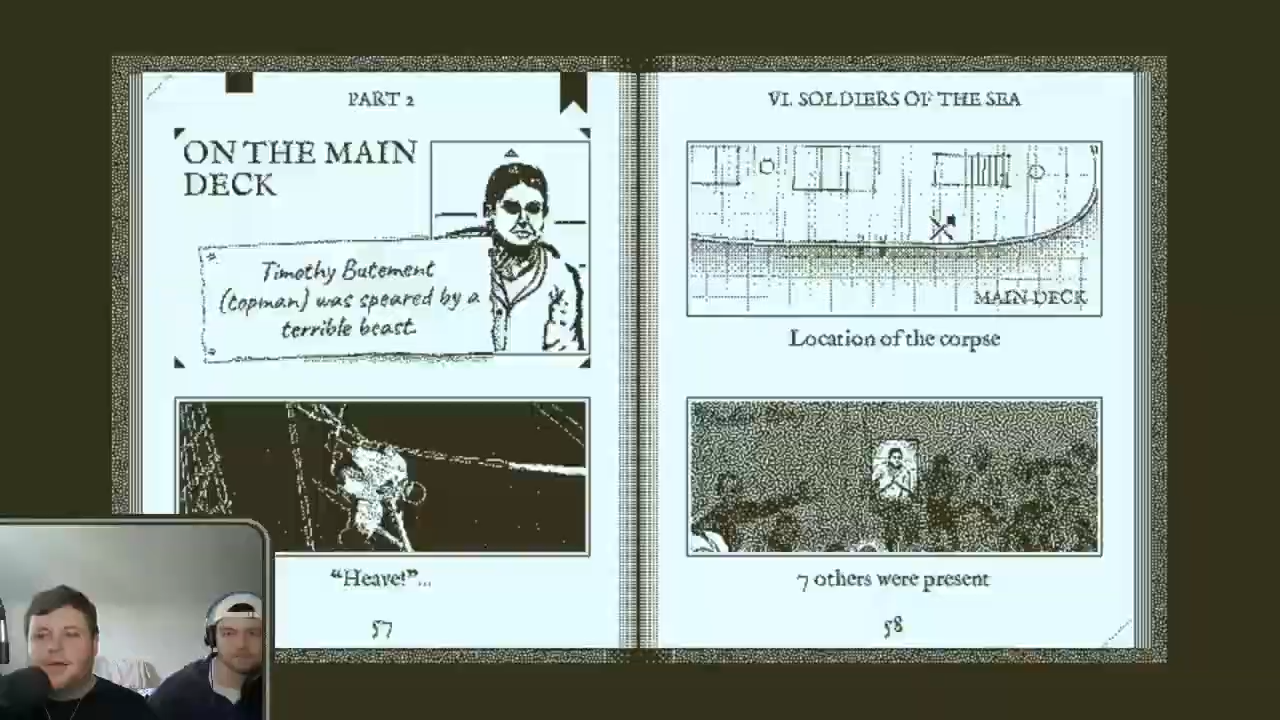 PART 2
ON THE MAIN
DECK
Timothy Butement
(topman) was speared by a
terrible beast.
"Heave!"...
57
VI. SOLDIERS OF THE SEA
MAIN DECK
Location of the corpse
7 others were present
58